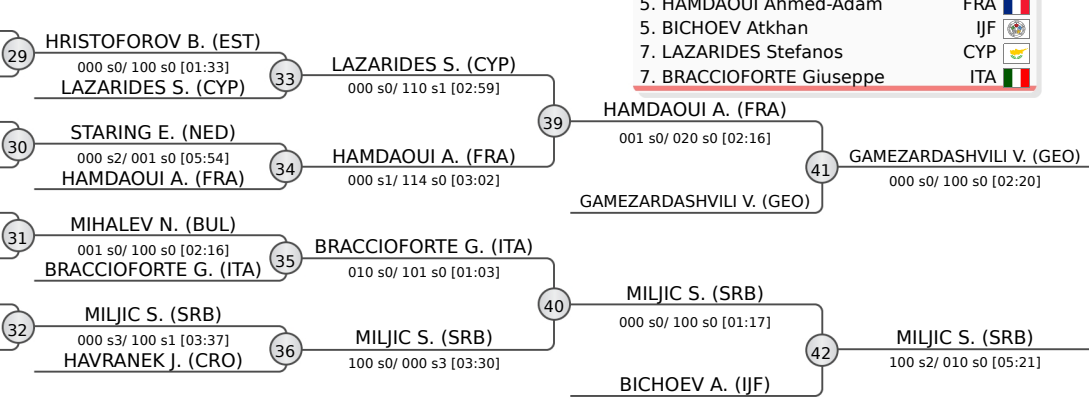 5. HAMDAOUI Ahmed-Adam FRA
5. BICHOEV Atkhan IJF
7. LAZARIDES Stefanos CYP
7. BRACCIOFORTE Giuseppe ITA
29
HRISTOFOROV B. (EST)
000 s0/ 100 s0 [01:33]
LAZARIDES S. (CYP)
33
LAZARIDES S. (CYP)
000 s0/ 110 s1 [02:59]
30
STARING E. (NED)
000 s2/ 001 s0 [05:54]
HAMDAOUI A. (FRA)
34
HAMDAOUI A. (FRA)
000 s1/ 114 s0 [03:02]
39
HAMDAOUI A. (FRA)
001 s0/ 020 s0 [02:16]
GAMEZARDASHVILI V. (GEO)
41
GAMEZARDASHVILI V. (GEO)
000 s0/ 100 s0 [02:20]
31
MIHALEV N. (BUL)
001 s0/ 100 s0 [02:16]
BRACCIOFORTE G. (ITA)
35
BRACCIOFORTE G. (ITA)
010 s0/ 101 s0 [01:03]
32
MILJIC S. (SRB)
000 s3/ 100 s1 [03:37]
HAVRANEK J. (CRO)
36
MILJIC S. (SRB)
100 s0/ 000 s3 [03:30]
40
MILJIC S. (SRB)
000 s0/ 100 s0 [01:17]
BICHOEV A. (IJF)
42
MILJIC S. (SRB)
100 s2/ 010 s0 [05:21]